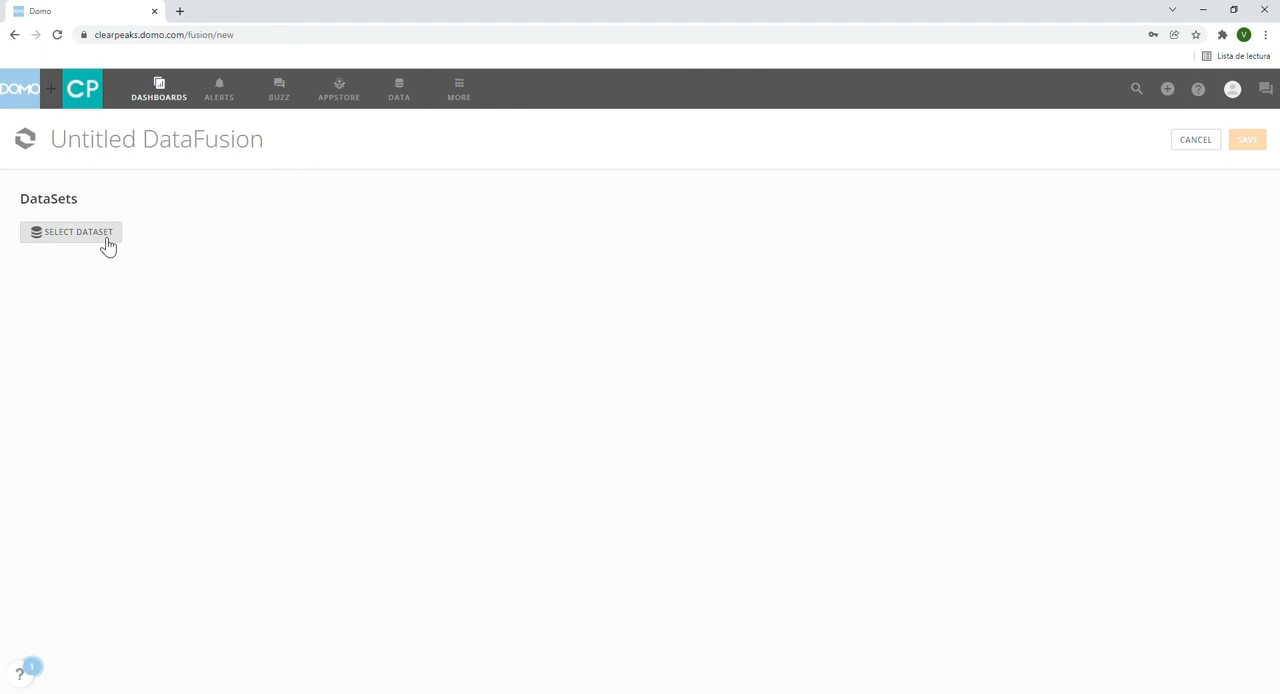 Domo
clearpeaks.domo.com/fusion/new
Lista de lectura
DOMO
CP
DASHBOARDS
ALERTS
BUZZ
APPSTORE
DATA
MORE
Untitled DataFusion
CANCEL
SAVE
DataSets
SELECT DATASET
V
?
1